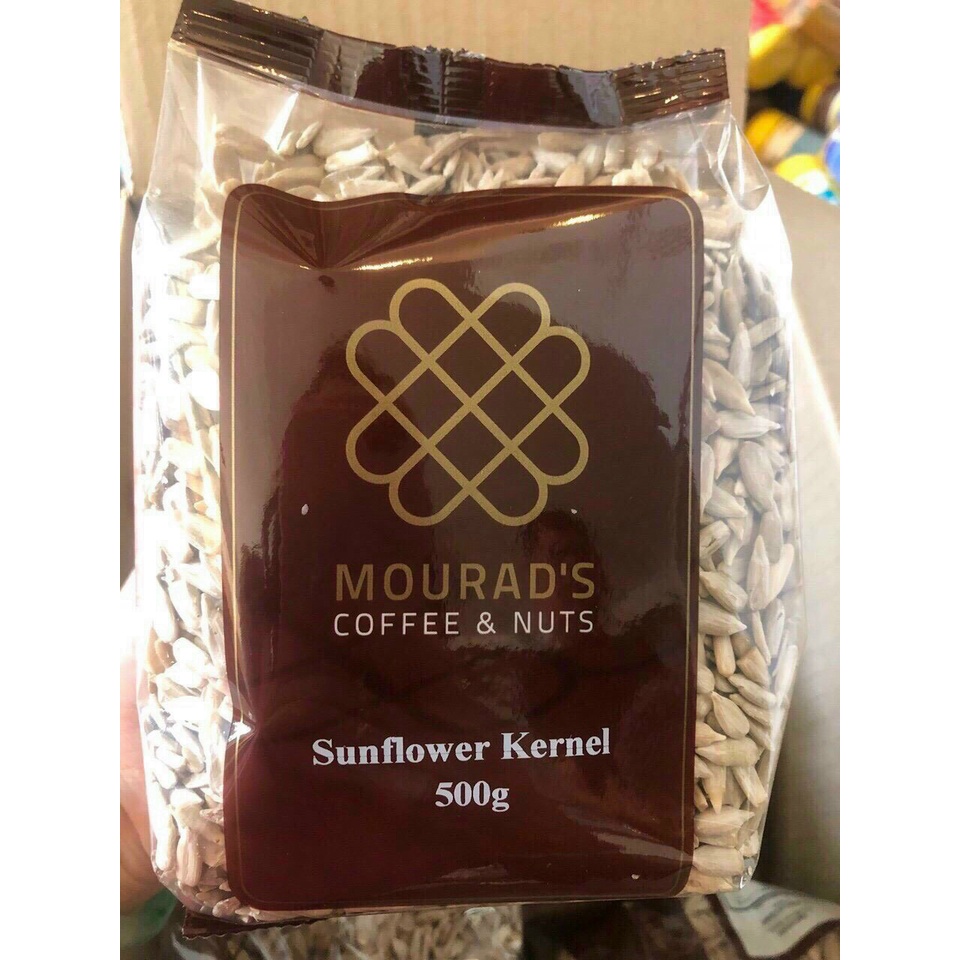 MOURAD'S
COFFEE & NUTS
Sunflower Kernel
500g